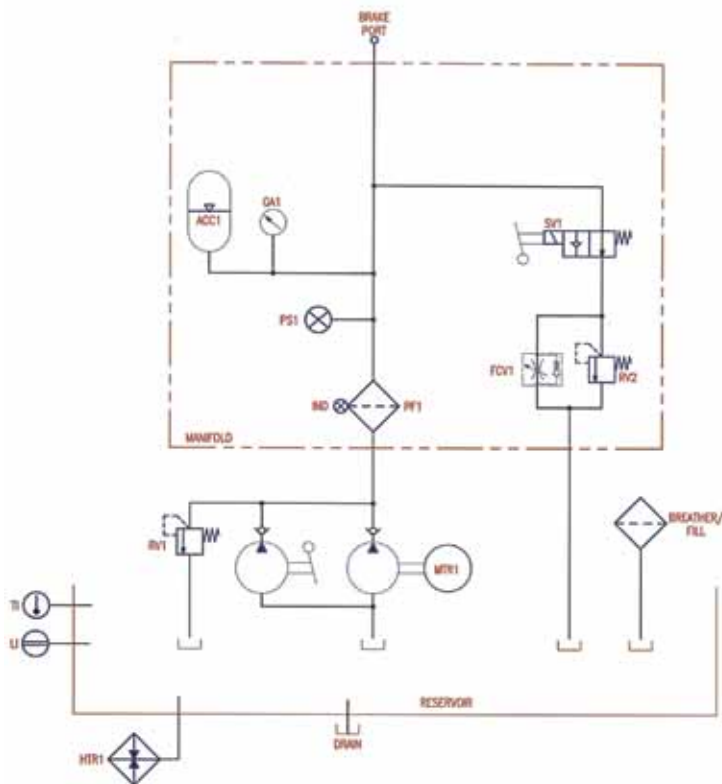 BRAKE
PORT
ACC1
GA1
SV1
PS1
FCV1
RV2
IND
PF1
MANIFOLD
RV1
MTR1
BREATHER/
FILL
TI
LI
RESERVOIR
HTR1
DRAIN